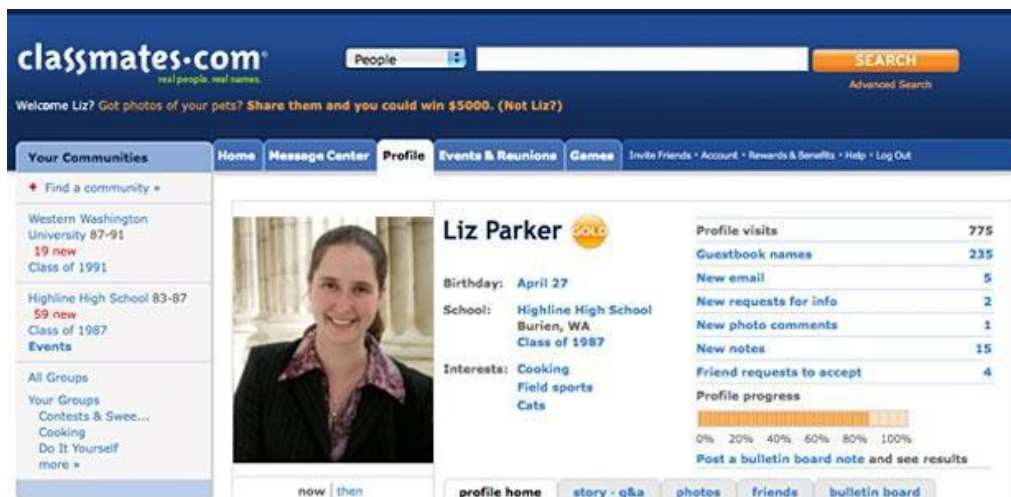 classmates.com
real people. real names.
People
SEARCH
Advanced Search
Welcome Liz? Got photos of your pets? Share them and you could win $5000. (Not Liz?)
Your Communities
Home Message Center Profile Events & Reunions Games Invite Friends • Account • Rewards & Benefits • Help • Log Out
+ Find a community »
Western Washington
University 87-91
19 new
Class of 1991
Highline High School 83-87
59 new
Class of 1987
Events
All Groups
Your Groups
Contests & Swee...
Cooking
Do It Yourself
more »
now | then
Liz Parker GOLD
Birthday: April 27
School: Highline High School
Burien, WA
Class of 1987
Interests: Cooking
Field sports
Cats
Profile visits 775
Guestbook names 235
New email 5
New requests for info 2
New photo comments 1
New notes 15
Friend requests to accept 4
Profile progress
0% 20% 40% 60% 80% 100%
Post a bulletin board note and see results
profile home story - q&a photos friends bulletin board